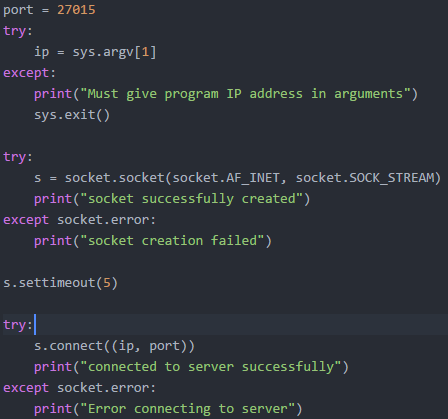 port = 27015
try:
    ip = sys.argv[1]
except:
    print("Must give program IP address in arguments")
    sys.exit()

try:
    s = socket.socket(socket.AF_INET, socket.SOCK_STREAM)
    print("socket successfully created")
except socket.error:
    print("socket creation failed")

s.settimeout(5)

try:
    s.connect((ip, port))
    print("connected to server successfully")
except socket.error:
    print("Error connecting to server")